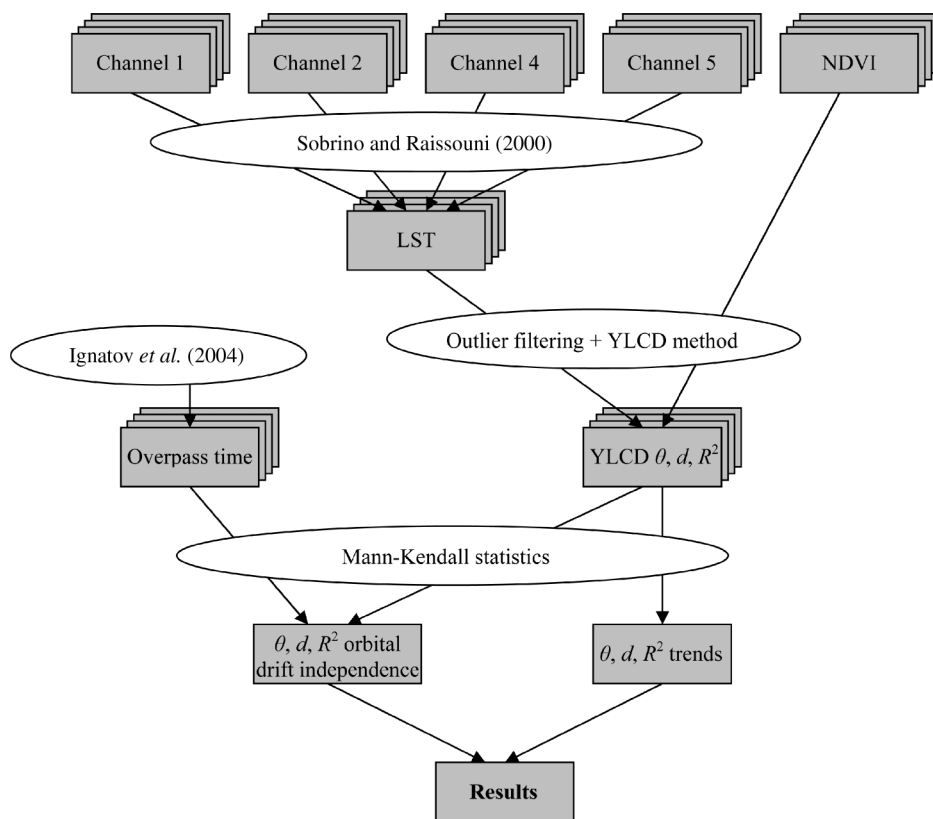 Channel 1
Channel 2
Channel 4
Channel 5
NDVI
Sobrino and Raissouni (2000)
LST
Outlier filtering + YLCD method
Ignatov et al. (2004)
Overpass time
YLCD θ, d, R²
Mann-Kendall statistics
θ, d, R² orbital
drift independence
θ, d, R² trends
Results